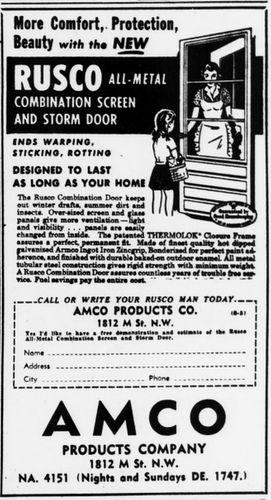 More Comfort, Protection,
Beauty with the NEW
RUSCO ALL-METAL
COMBINATION SCREEN
AND STORM DOOR
ENDS WARPING,
STICKING, ROTTING
DESIGNED TO LAST
AS LONG AS YOUR HOME
The Rusco Combination Door keeps
out winter drafts, summer dirt and
insects. Over-sized screen and glass
panels give more ventilation—light
and visibility .... panels are easily
changed from inside. The patented THERMOLOK* Closure Frame
assures a perfect, permanent fit. Made of finest quality hot dipped
galvanised Armco Ingot Iron Zincgrip, Bonderized for perfect paint ad-
herence, and finished with durable baked-on outdoor enamel. All metal
tubular steel construction gives rigid strength with minimum weight.
A Rusco Combination Door assures countless years of trouble free ser-
vice. Fuel savings pay the entire cost.
CALL OR WRITE YOUR RUSCO MAN TODAY
AMCO PRODUCTS CO.
1812 M St. N.W.
Yes I'd like to have a free demonstration and estimate of the Rusco
All-Metal Combination Screen and Storm Door.
Name
Address
City Phone
AMCO
PRODUCTS COMPANY
1812 M St. N.W.
NA. 4151 (Nights and Sundays DE. 1747.)